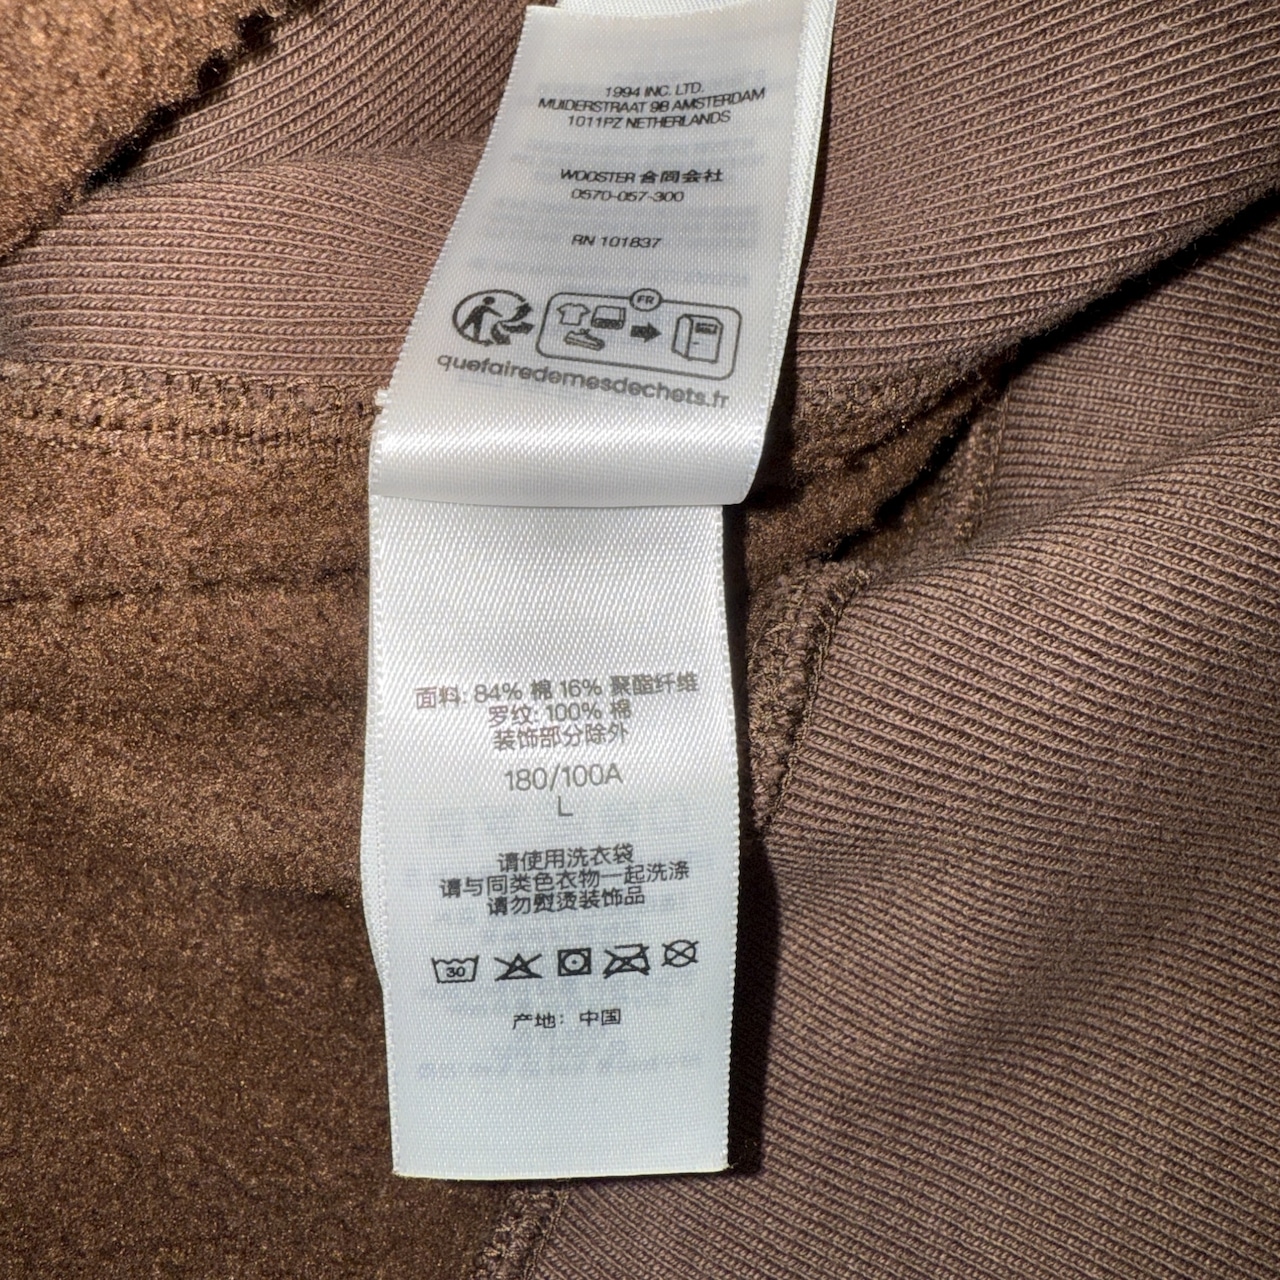 1994 INC. LTD.
MUIDERSTRAAT 9B AMSTERDAM
1011PZ NETHERLANDS
WOOSTER 合同会社
0570-057-300
RN 101837
FR
quefairedemesdechets.fr
面料: 84% 棉 16% 聚酯纤维
罗纹: 100% 棉
装饰部分除外
180/100A
L
请使用洗衣袋
请与同类色衣物一起洗涤
请勿熨烫装饰品
30
产地: 中国